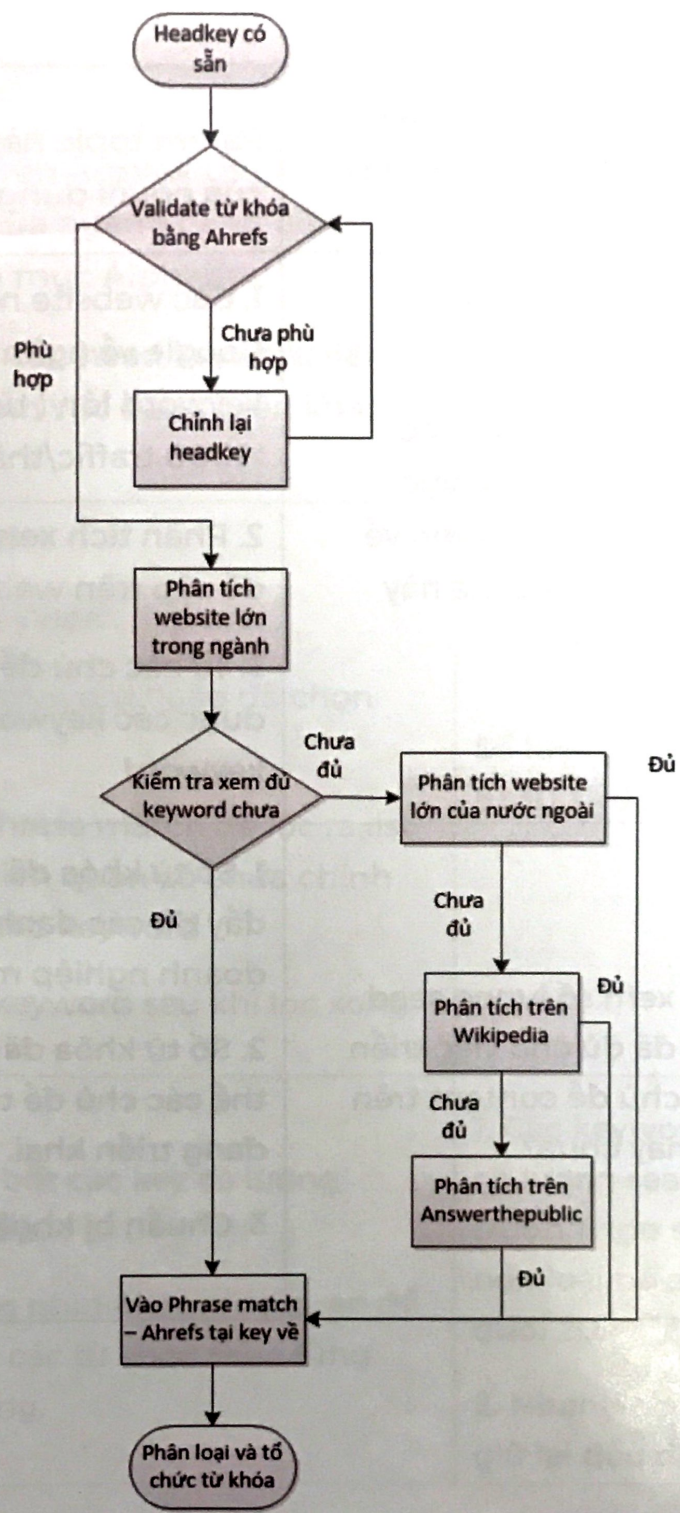 Headkey có
sẵn
Validate từ khóa
bằng Ahrefs
Phù
hợp
Chưa phù
hợp
Chỉnh lại
headkey
Phân tích
website lớn
trong ngành
Kiểm tra xem đủ
keyword chưa
Chưa
đủ
Phân tích website
lớn của nước ngoài
Đủ
Đủ
Chưa
đủ
Phân tích trên
Wikipedia
Đủ
Chưa
đủ
Phân tích trên
Answerthepublic
Đủ
Vào Phrase match
– Ahrefs tại key về
Phân loại và tổ
chức từ khóa